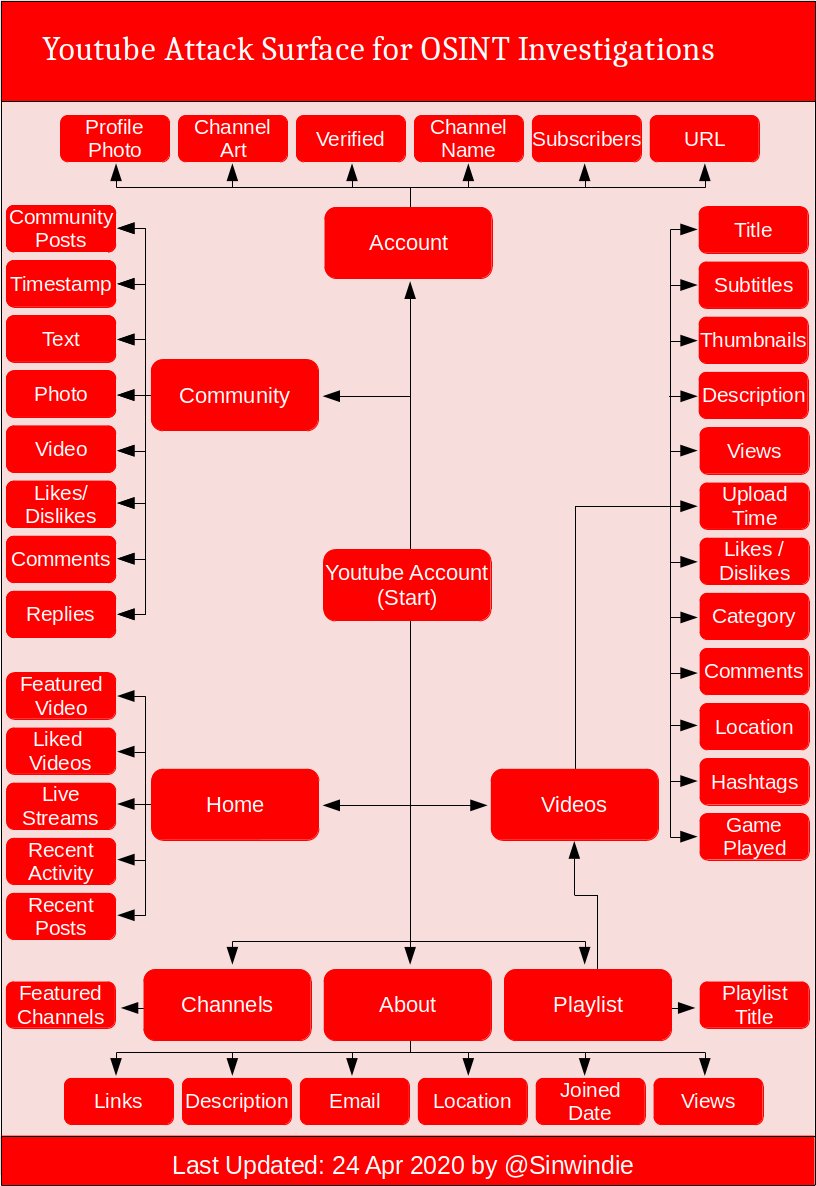 Youtube Attack Surface for OSINT Investigations
Profile
Photo
Channel
Art
Verified
Channel
Name
Subscribers
URL
Account
Community
Posts
Timestamp
Text
Photo
Video
Likes/
Dislikes
Comments
Replies
Community
Title
Subtitles
Thumbnails
Description
Views
Upload
Time
Likes /
Dislikes
Category
Comments
Location
Hashtags
Game
Played
Youtube Account
(Start)
Featured
Video
Liked
Videos
Live
Streams
Recent
Activity
Recent
Posts
Home
Videos
Featured
Channels
Channels
About
Playlist
Playlist
Title
Links
Description
Email
Location
Joined
Date
Views
Last Updated: 24 Apr 2020 by @Sinwindie